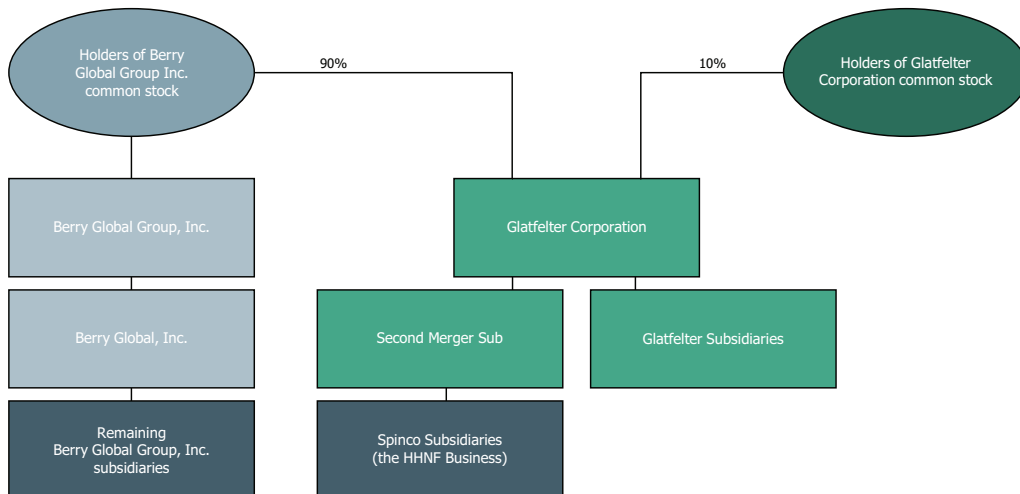 Holders of Berry
Global Group Inc.
common stock
90%
10%
Holders of Glatfelter
Corporation common stock
Berry Global Group, Inc.
Glatfelter Corporation
Berry Global, Inc.
Second Merger Sub
Glatfelter Subsidiaries
Remaining
Berry Global Group, Inc.
subsidiaries
Spinco Subsidiaries
(the HHNF Business)